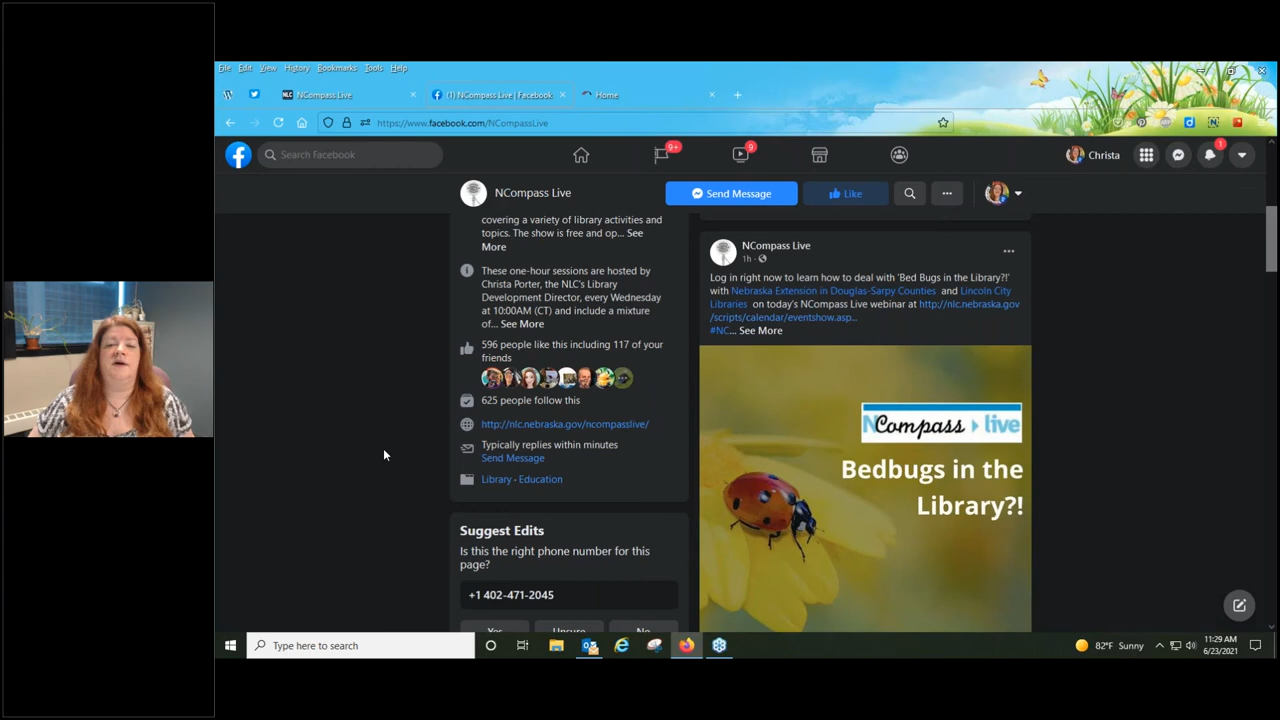 File Edit View History Bookmarks Tools Help
NCompass Live
(1) NCompass Live | Facebook
Home
https://www.facebook.com/NCompassLive
Search Facebook
9+
9
Christa
1
NCompass Live
Send Message
Like
covering a variety of library activities and
topics. The show is free and op... See
More
These one-hour sessions are hosted by
Christa Porter, the NLC's Library
Development Director, every Wednesday
at 10:00AM (CT) and include a mixture
of... See More
596 people like this including 117 of your
friends
625 people follow this
http://nlc.nebraska.gov/ncompasslive/
Typically replies within minutes
Send Message
Library · Education
Suggest Edits
Is this the right phone number for this
page?
+1 402-471-2045
Yes
Unsure
No
NCompass Live
1h ·
Log in right now to learn how to deal with 'Bed Bugs in the Library?!'
with Nebraska Extension in Douglas-Sarpy Counties and Lincoln City
Libraries on today's NCompass Live webinar at http://nlc.nebraska.gov
/scripts/calendar/eventshow.asp...
#NC... See More
NCompass live
Bedbugs in the
Library?!
Type here to search
82°F Sunny
11:29 AM
6/23/2021